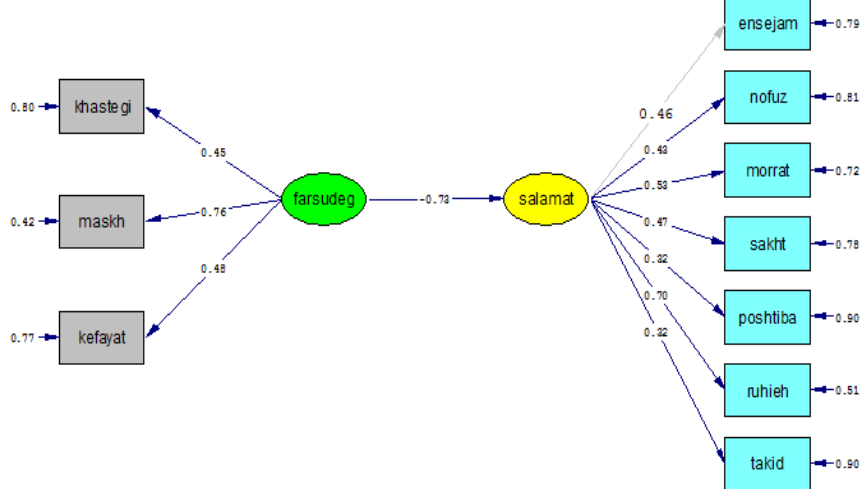 ensejam
0.79
nofuz
0.81
morrat
0.72
sakht
0.78
poshtiba
0.90
ruhieh
0.51
takid
0.90
0.80
khastegi
0.42
maskh
0.77
kefayat
farsudeg
salamat
0.45
0.76
0.48
-0.73
0.46
0.43
0.53
0.47
0.32
0.70
0.32